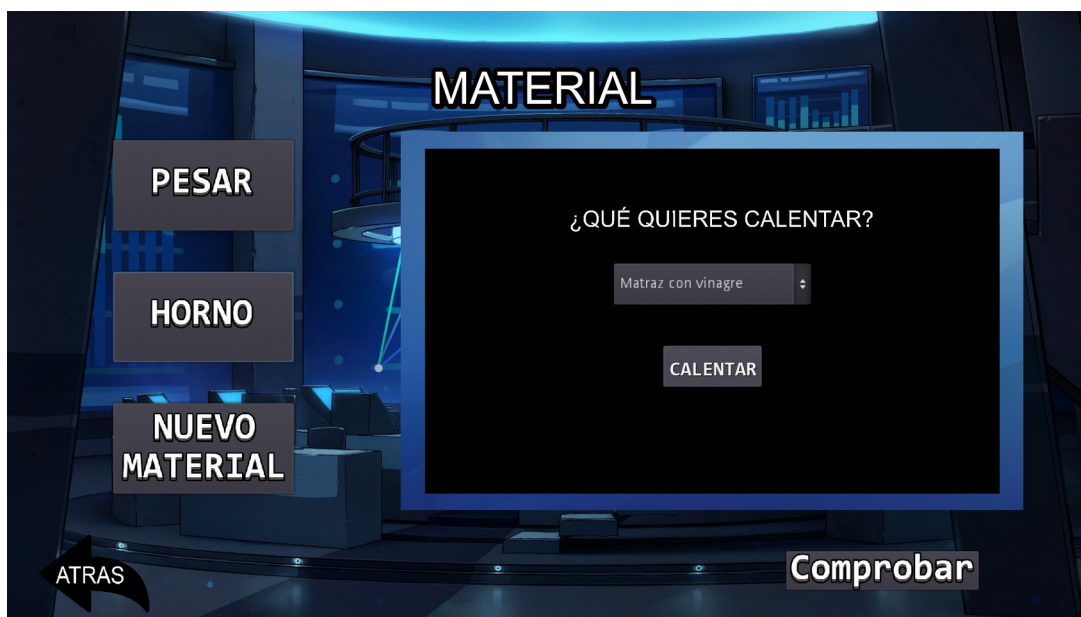 MATERIAL
PESAR
HORNO
NUEVO
MATERIAL
¿QUÉ QUIERES CALENTAR?
Matraz con vinagre
CALENTAR
ATRAS
Comprobar